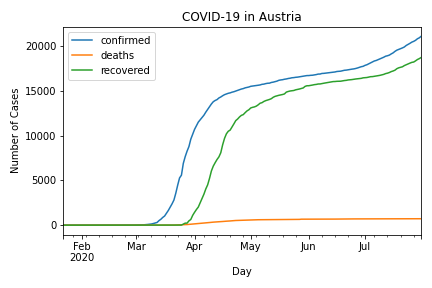 COVID-19 in Austria
confirmed
deaths
recovered
Number of Cases
20000
15000
10000
5000
0
Feb
2020
Mar
Apr
May
Jun
Jul
Day